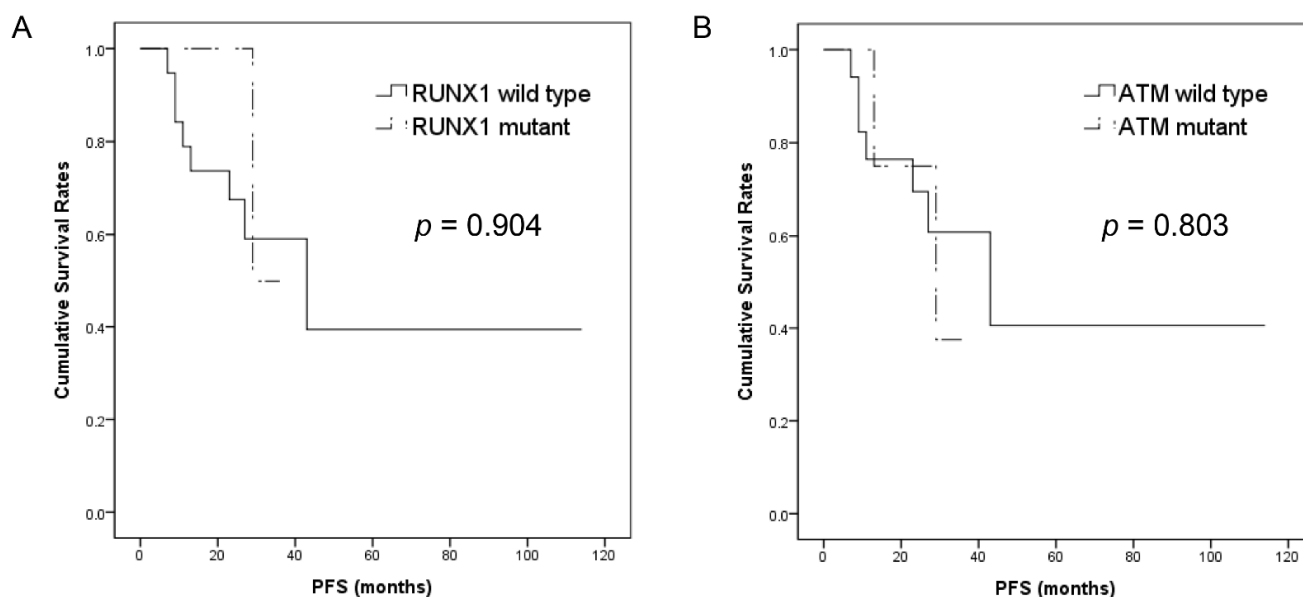 A
Cumulative Survival Rates
1.0
0.8
0.6
0.4
0.2
0.0
RUNX1 wild type
RUNX1 mutant
p = 0.904
0 20 40 60 80 100 120
PFS (months)
B
Cumulative Survival Rates
1.0
0.8
0.6
0.4
0.2
0.0
ATM wild type
ATM mutant
p = 0.803
0 20 40 60 80 100 120
PFS (months)